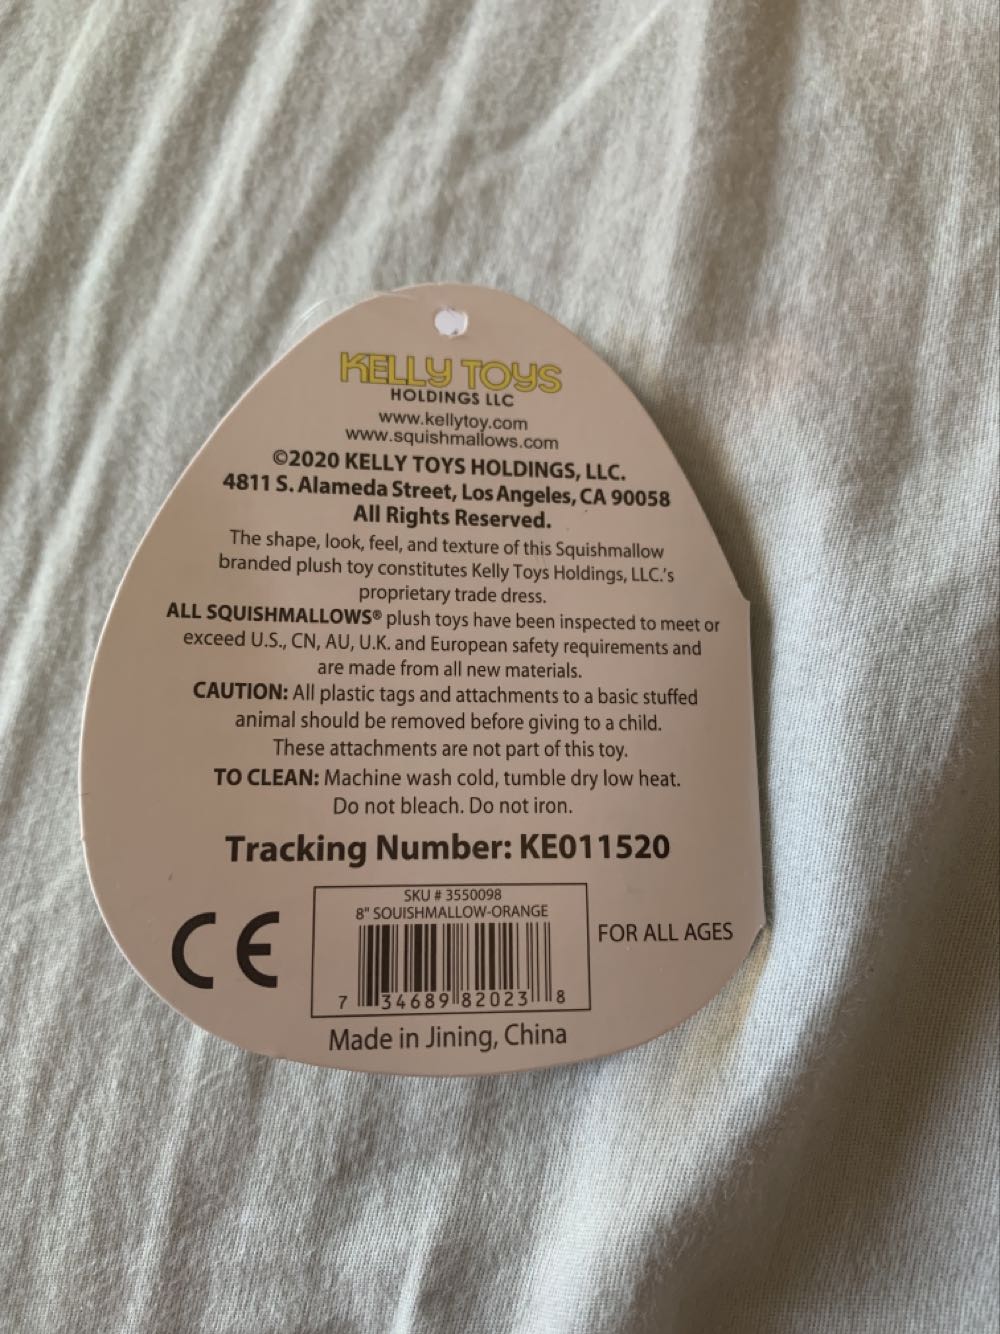 KELLY TOYS
HOLDINGS LLC
www.kellytoy.com
www.squishmallows.com
©2020 KELLY TOYS HOLDINGS, LLC.
4811 S. Alameda Street, Los Angeles, CA 90058
All Rights Reserved.
The shape, look, feel, and texture of this Squishmallow
branded plush toy constitutes Kelly Toys Holdings, LLC.'s
proprietary trade dress.
ALL SQUISHMALLOWS® plush toys have been inspected to meet or
exceed U.S., CN, AU, U.K. and European safety requirements and
are made from all new materials.
CAUTION: All plastic tags and attachments to a basic stuffed
animal should be removed before giving to a child.
These attachments are not part of this toy.
TO CLEAN: Machine wash cold, tumble dry low heat.
Do not bleach. Do not iron.
Tracking Number: KE011520
CE
SKU # 3550098
8" SOUISHMALLOW-ORANGE
7 34689 82023 8
FOR ALL AGES
Made in Jining, China